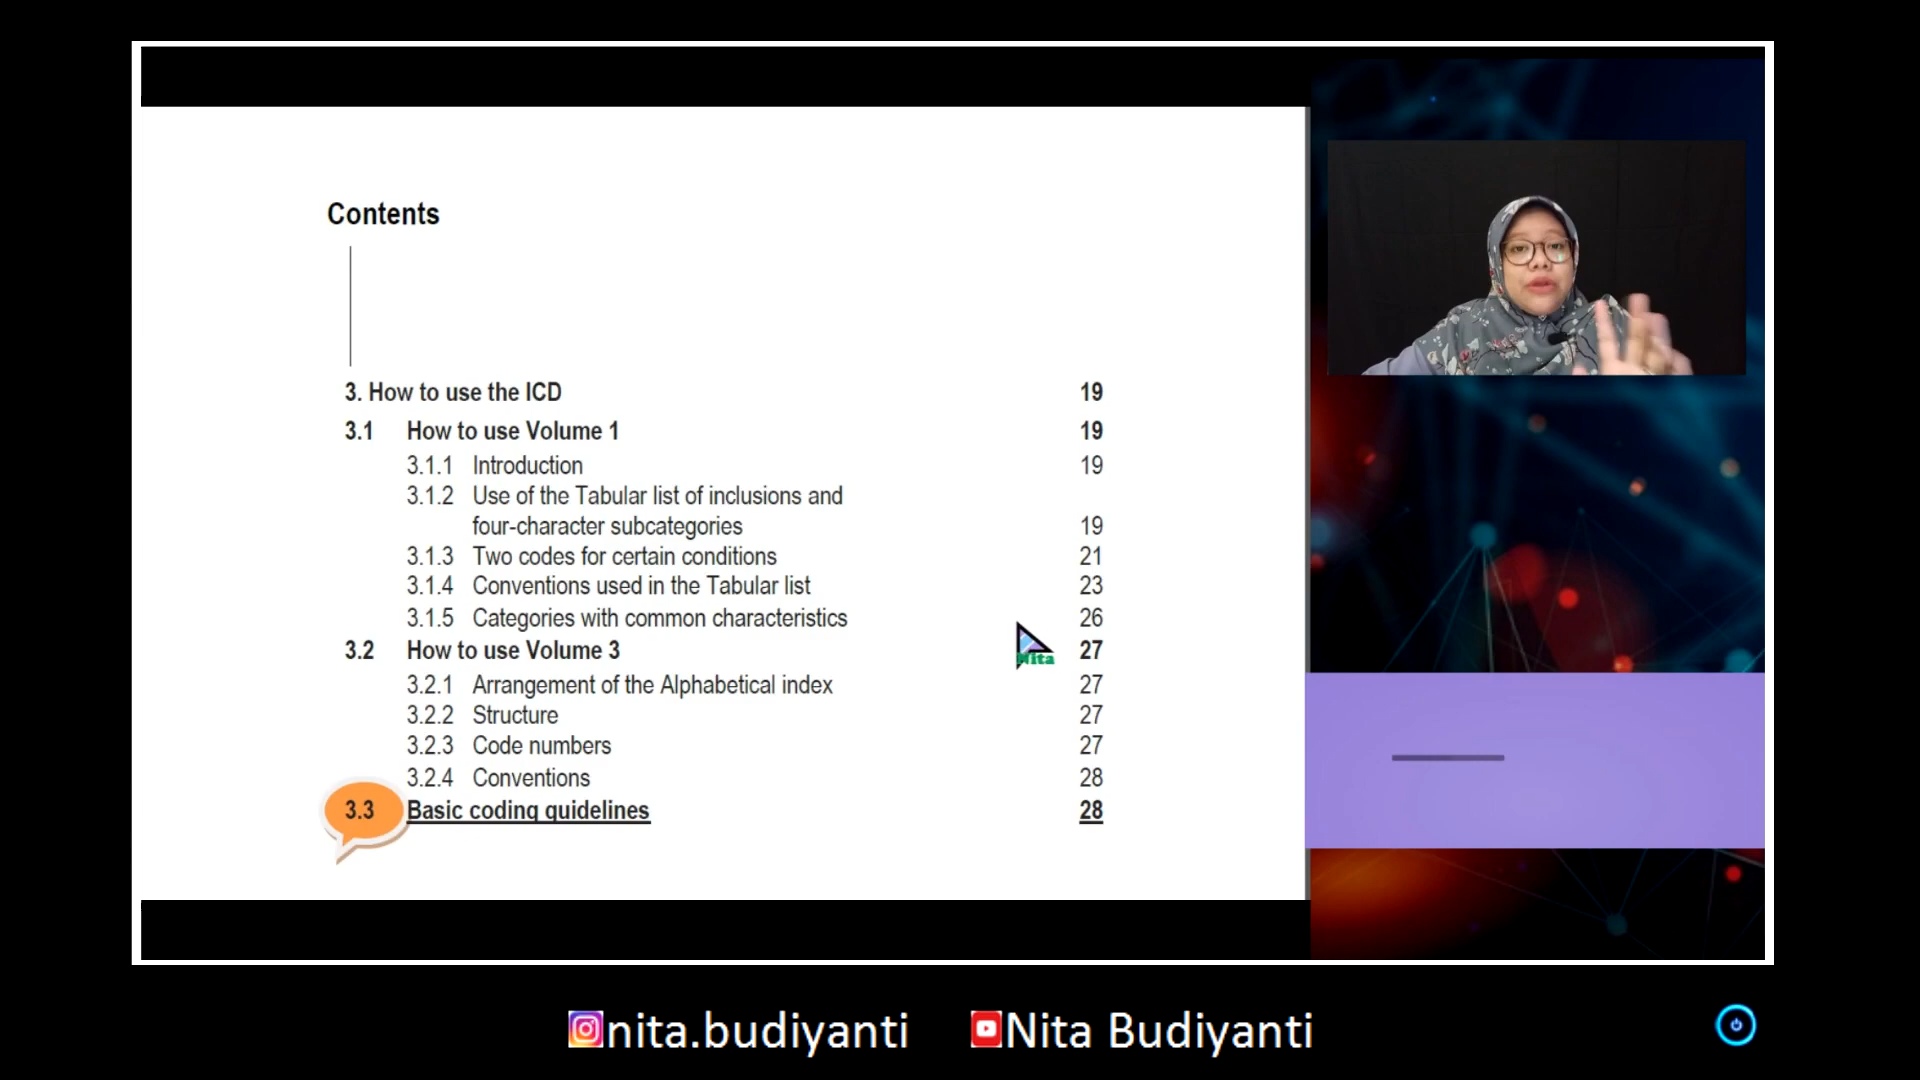 Contents
3. How to use the ICD 19
3.1 How to use Volume 1 19
3.1.1 Introduction 19
3.1.2 Use of the Tabular list of inclusions and
four-character subcategories 19
3.1.3 Two codes for certain conditions 21
3.1.4 Conventions used in the Tabular list 23
3.1.5 Categories with common characteristics 26
3.2 How to use Volume 3 27
3.2.1 Arrangement of the Alphabetical index 27
3.2.2 Structure 27
3.2.3 Code numbers 27
3.2.4 Conventions 28
3.3 Basic coding guidelines 28
Nita
nita.budiyanti
Nita Budiyanti